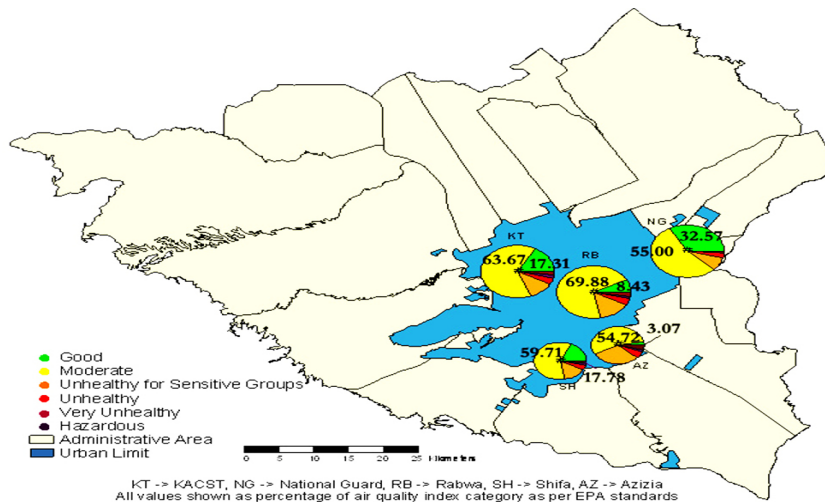 NG
32.57
55.00
KT
63.67
17.31
RB
69.88
8.43
54.72
3.07
AZ
59.71
17.78
SH
Good
Moderate
Unhealthy for Sensitive Groups
Unhealthy
Very Unhealthy
Hazardous
Administrative Area
Urban Limit
0 5 10 15 20 25
Kilometers
KT -> KACST, NG -> National Guard, RB -> Rabwa, SH -> Shifa, AZ -> Azizia
All values shown as percentage of air quality index category as per EPA standards